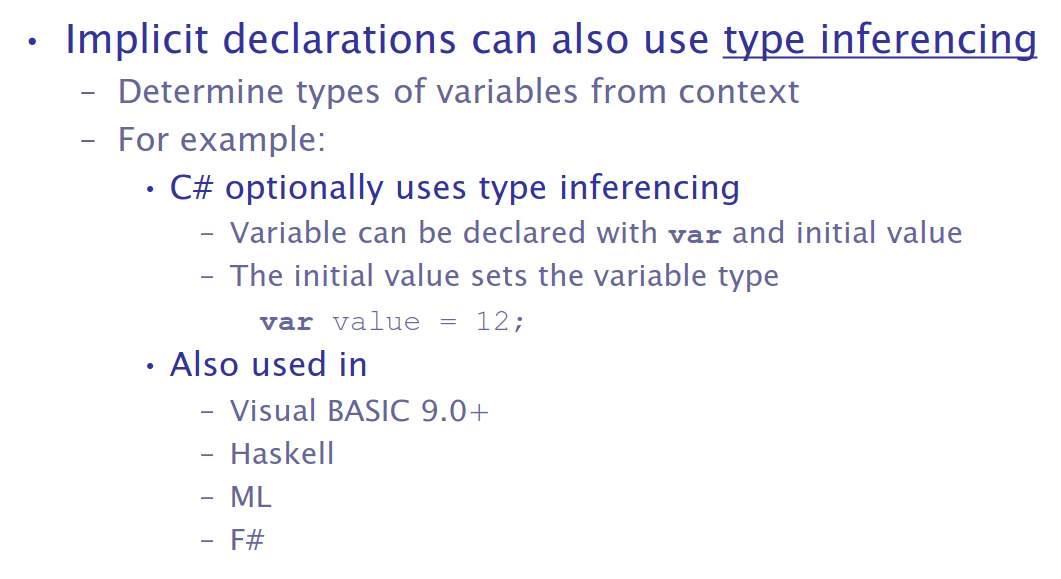 • Implicit declarations can also use type inferencing
– Determine types of variables from context
– For example:
• C# optionally uses type inferencing
– Variable can be declared with var and initial value
– The initial value sets the variable type
var value = 12;
• Also used in
– Visual BASIC 9.0+
– Haskell
– ML
– F#